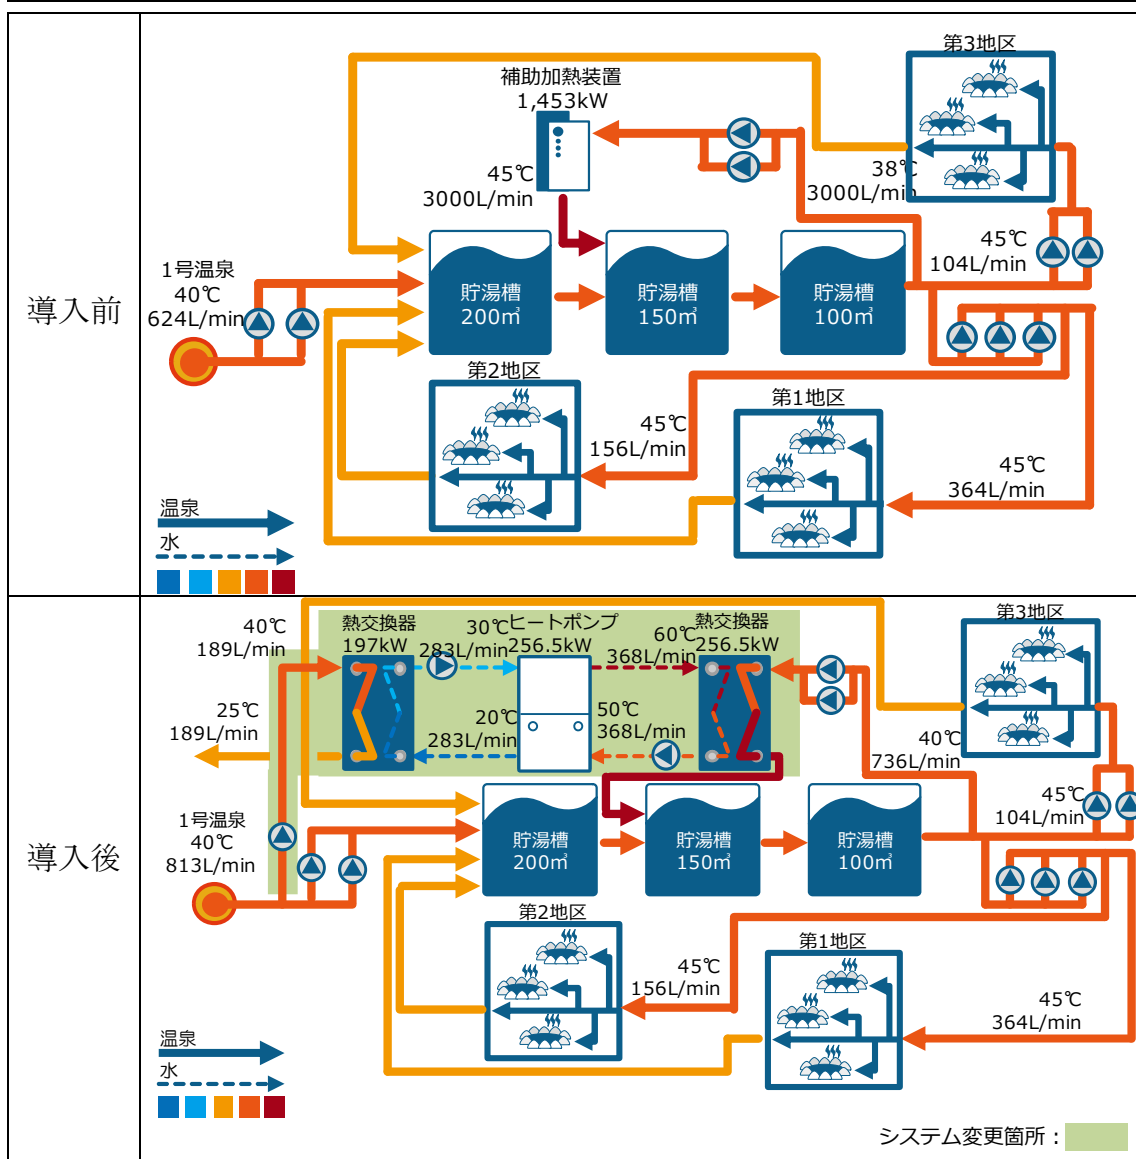 導入前
第3地区
補助加熱装置
1,453kW
45℃
3000L/min
38℃
3000L/min
45℃
104L/min
1号温泉
40℃
624L/min
貯湯槽
200㎥
貯湯槽
150㎥
貯湯槽
100㎥
第2地区
45℃
156L/min
第1地区
45℃
364L/min
温泉
水
導入後
40℃
189L/min
熱交換器
197kW
30℃
283L/min
ヒートポンプ
256.5kW
60℃
368L/min
熱交換器
256.5kW
第3地区
25℃
189L/min
20℃
283L/min
50℃
368L/min
40℃
736L/min
45℃
104L/min
1号温泉
40℃
813L/min
貯湯槽
200㎥
貯湯槽
150㎥
貯湯槽
100㎥
第2地区
45℃
156L/min
第1地区
45℃
364L/min
温泉
水
システム変更箇所：